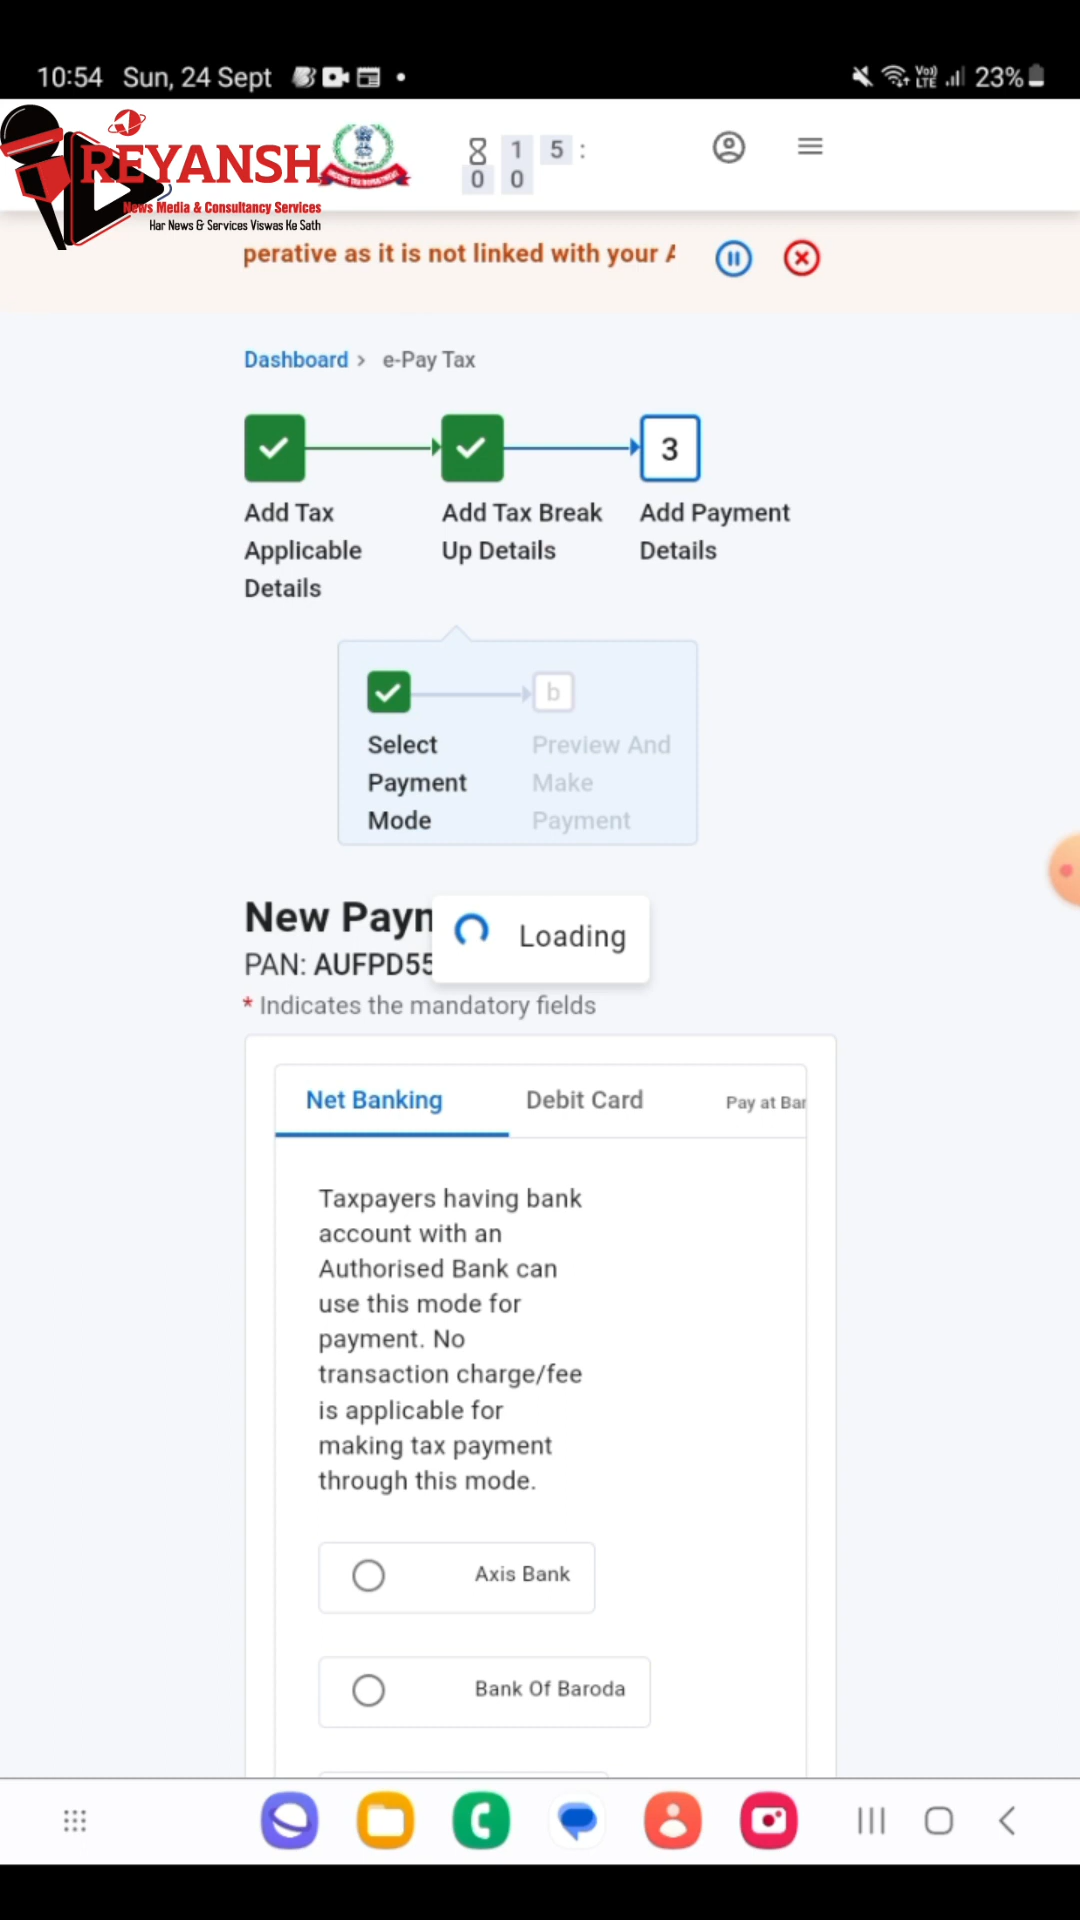 10:54 Sun, 24 Sept
Vo)) LTE 23%
REYANSH
News Media & Consultancy Services
Har News & Services Viswas Ke Sath
1 5 :
0 0
perative as it is not linked with your A
Dashboard > e-Pay Tax
3
Add Tax Applicable Details
Add Tax Break Up Details
Add Payment Details
b
Select Payment Mode
Preview And Make Payment
New Payn
Loading
PAN: AUFPD55
* Indicates the mandatory fields
Net Banking
Debit Card
Pay at Ban
Taxpayers having bank
account with an
Authorised Bank can
use this mode for
payment. No
transaction charge/fee
is applicable for
making tax payment
through this mode.
Axis Bank
Bank Of Baroda